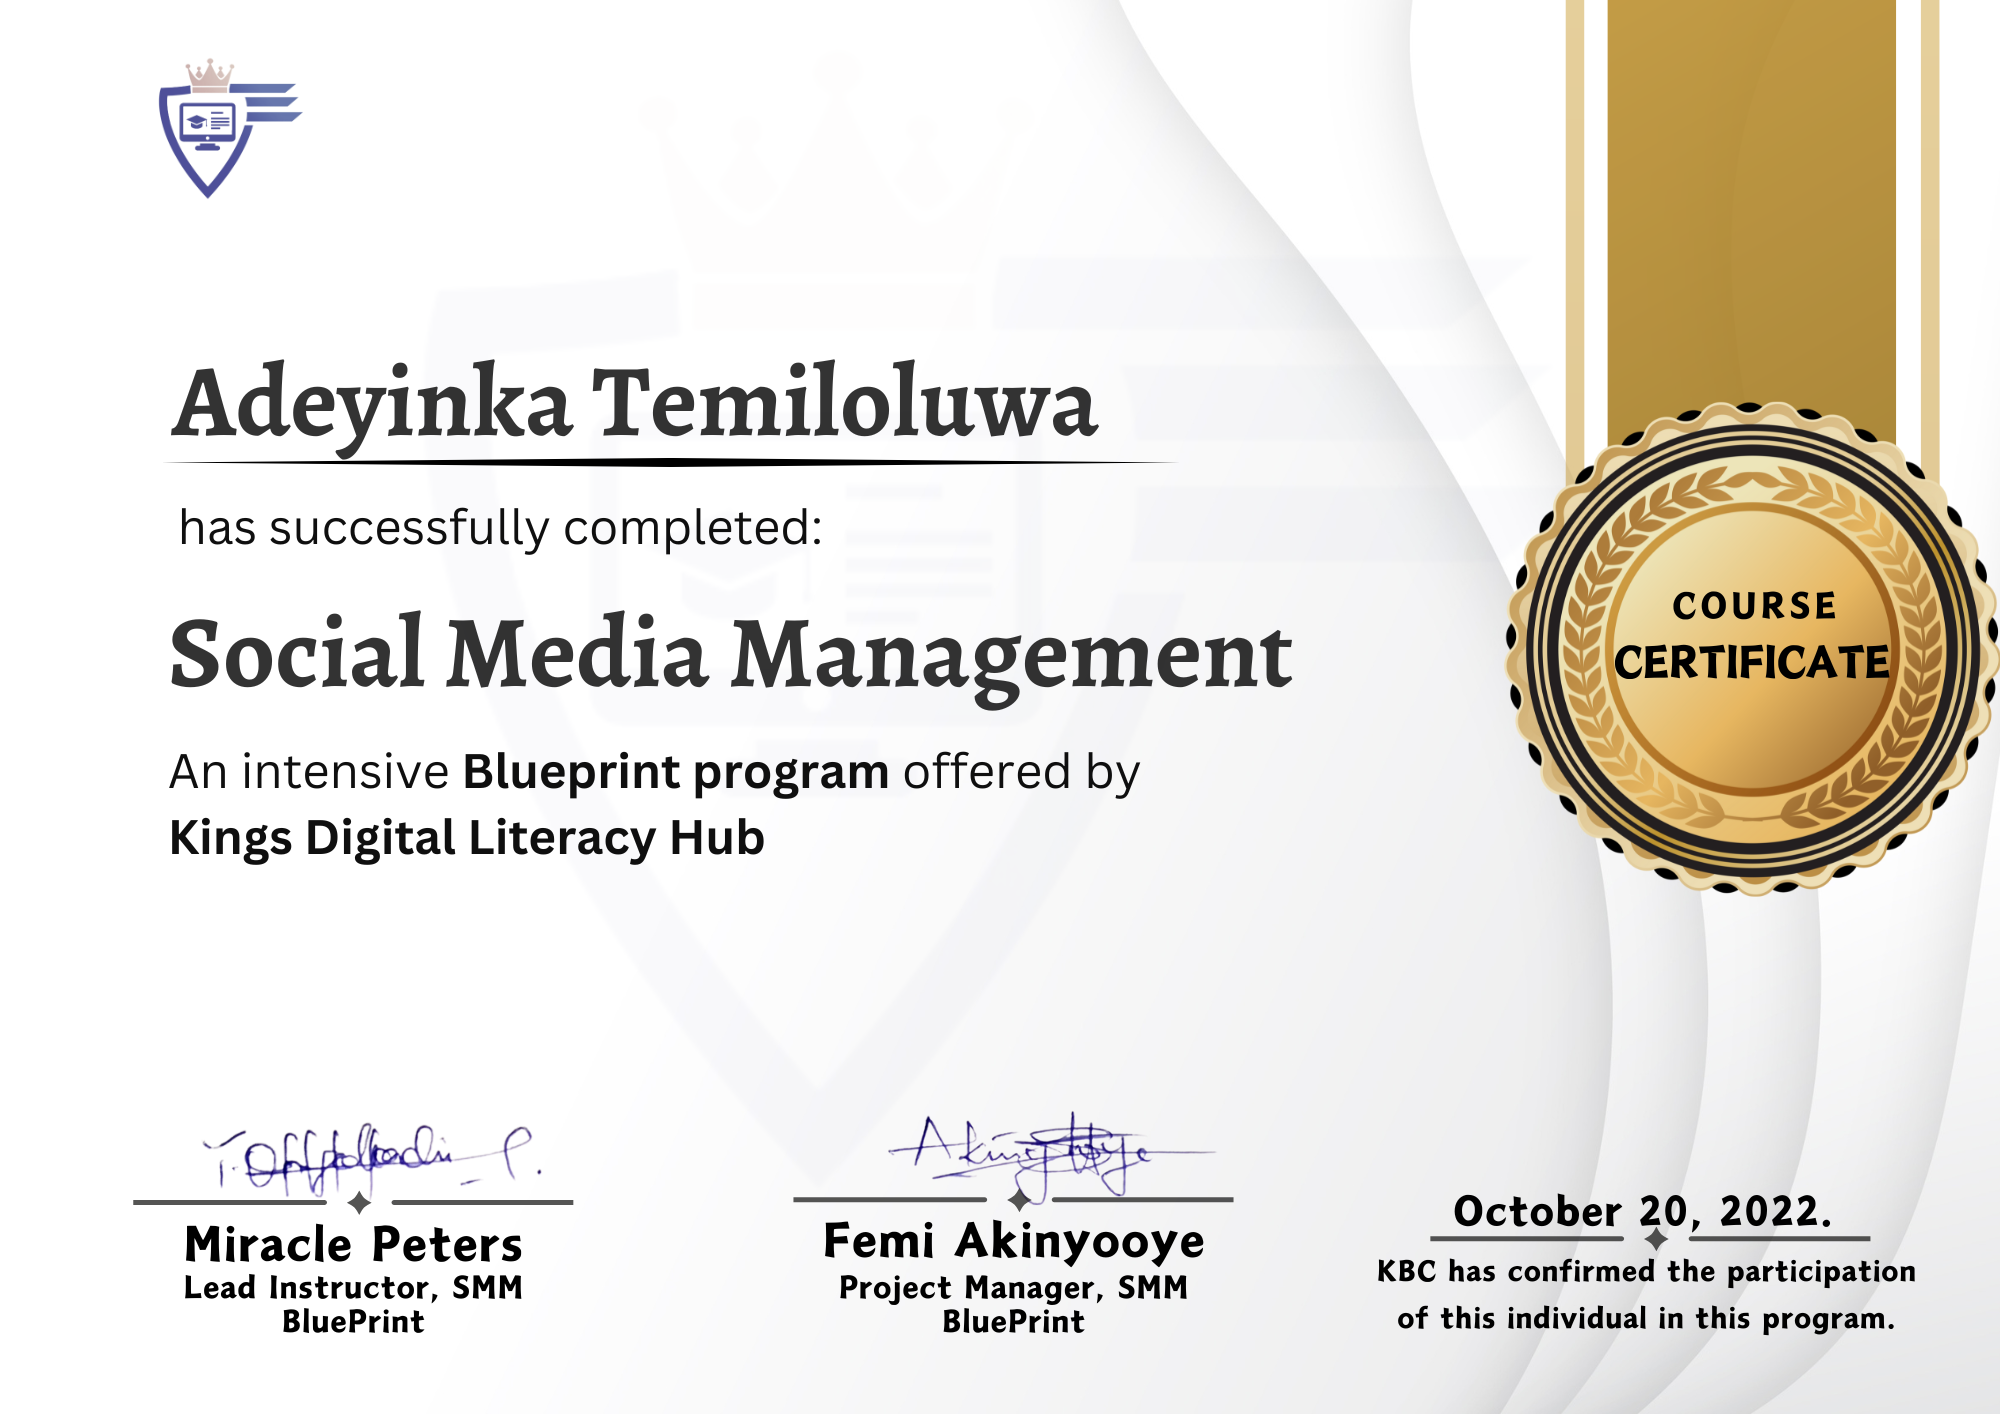 Adeyinka Temiloluwa
has successfully completed:
Social Media Management
An intensive Blueprint program offered by
Kings Digital Literacy Hub
COURSE
CERTIFICATE
Miracle Peters
Lead Instructor, SMM
BluePrint
Femi Akinyooye
Project Manager, SMM
BluePrint
October 20, 2022.
KBC has confirmed the participation
of this individual in this program.